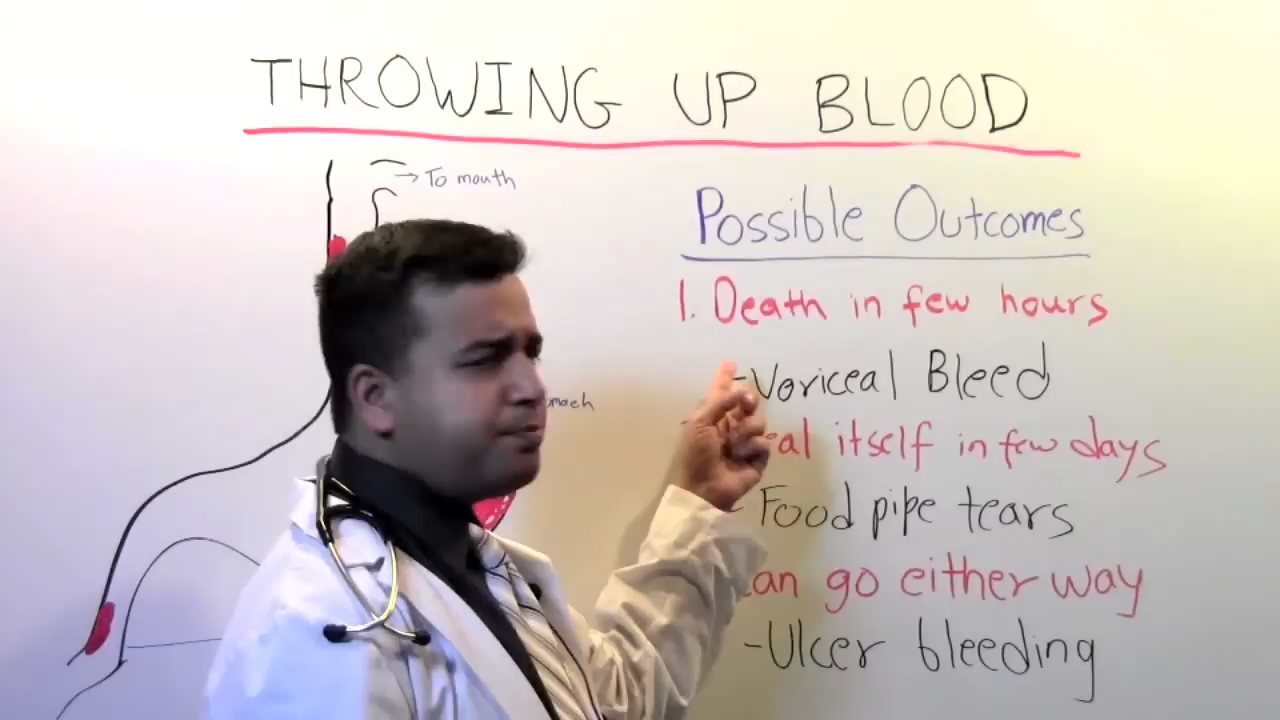 THROWING UP BLOOD
→ To mouth
Possible Outcomes
1. Death in few hours
-Variceal Bleed
itself in few days
Food pipe tears
go either way
-Ulcer bleeding